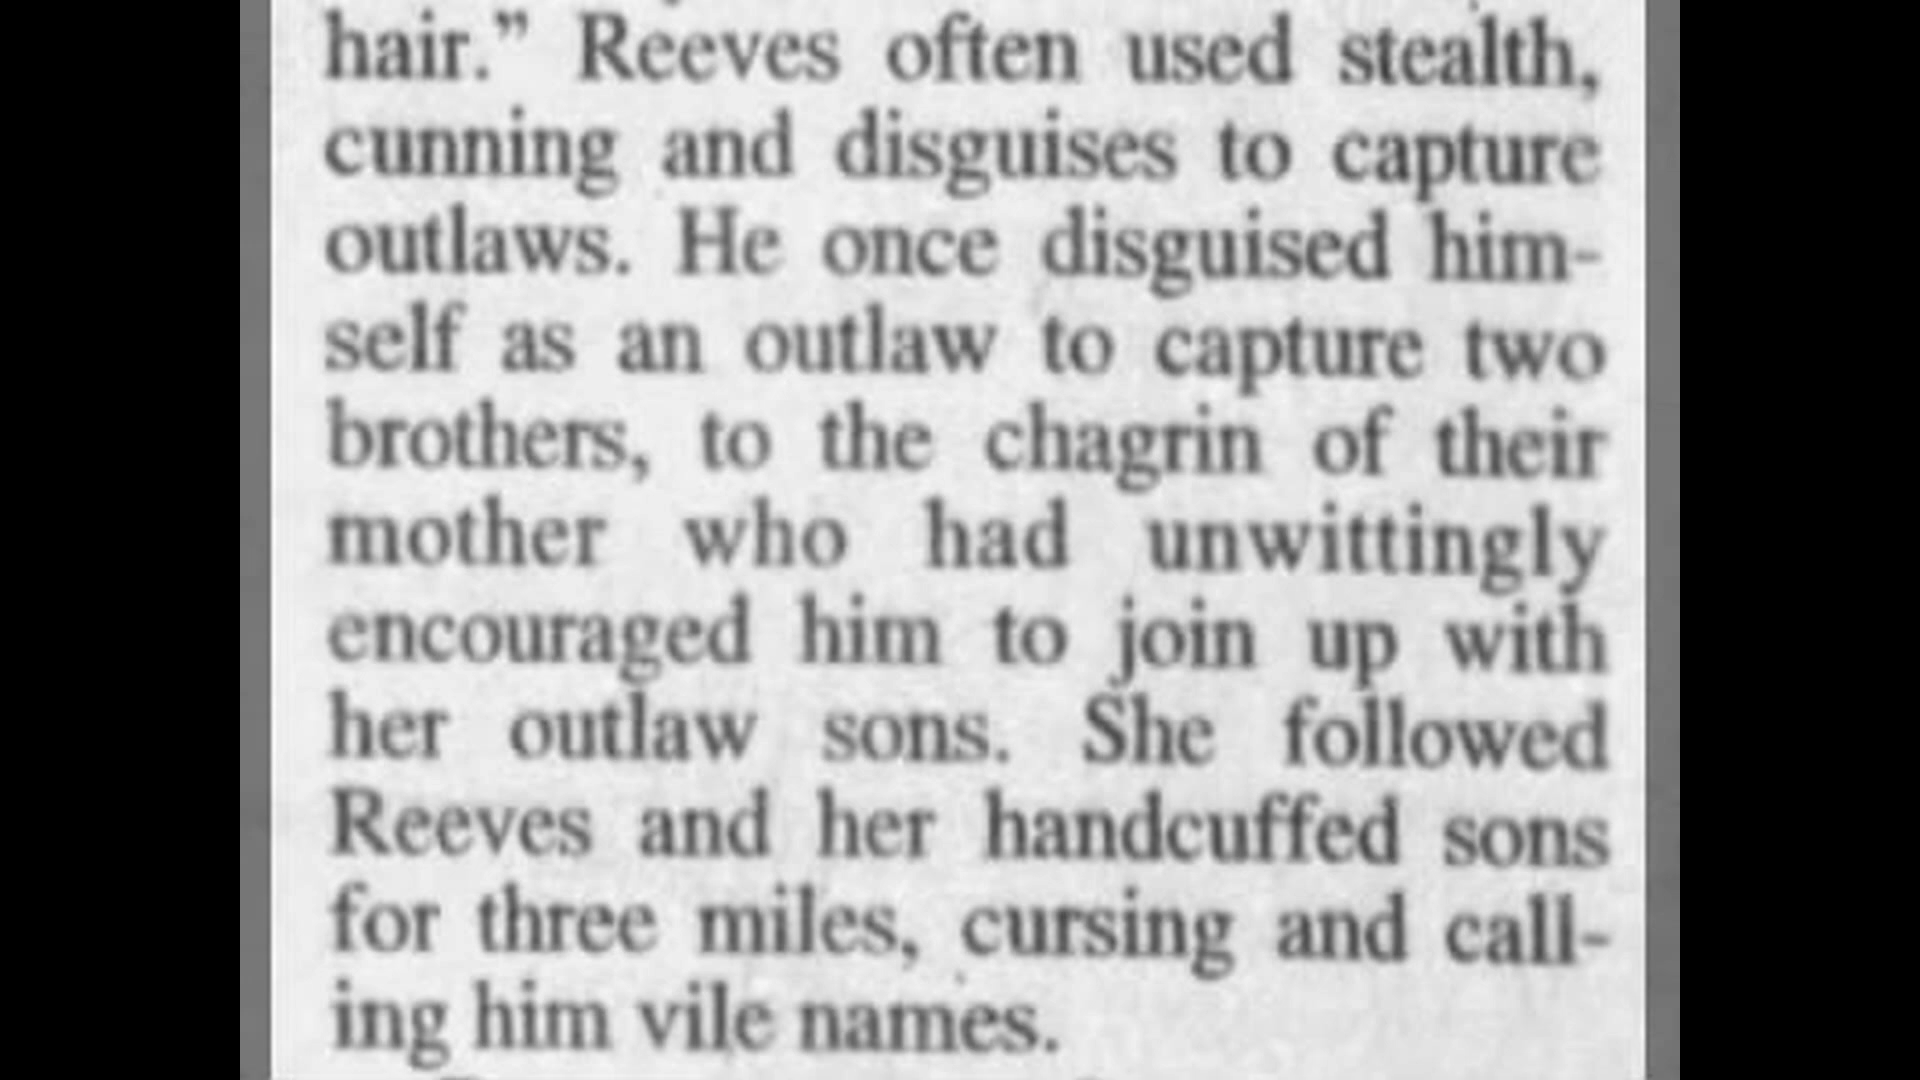 hair.” Reeves often used stealth,
cunning and disguises to capture
outlaws. He once disguised him-
self as an outlaw to capture two
brothers, to the chagrin of their
mother who had unwittingly
encouraged him to join up with
her outlaw sons. She followed
Reeves and her handcuffed sons
for three miles, cursing and call-
ing him vile names.